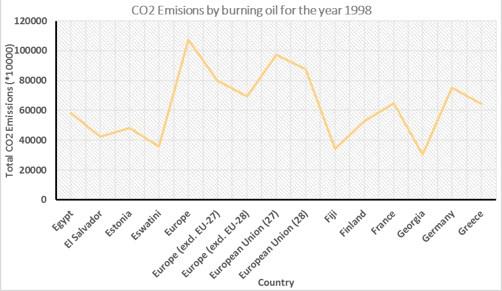 CO2 Emisions by burning oil for the year 1998
Total CO2 Emissions (*10000)
120000
100000
80000
60000
40000
20000
0
Egypt
El Salvador
Estonia
Eswatini
Europe
Europe (excl. EU-27)
Europe (excl. EU-28)
European Union (27)
European Union (28)
Fiji
Finland
France
Georgia
Germany
Greece
Country